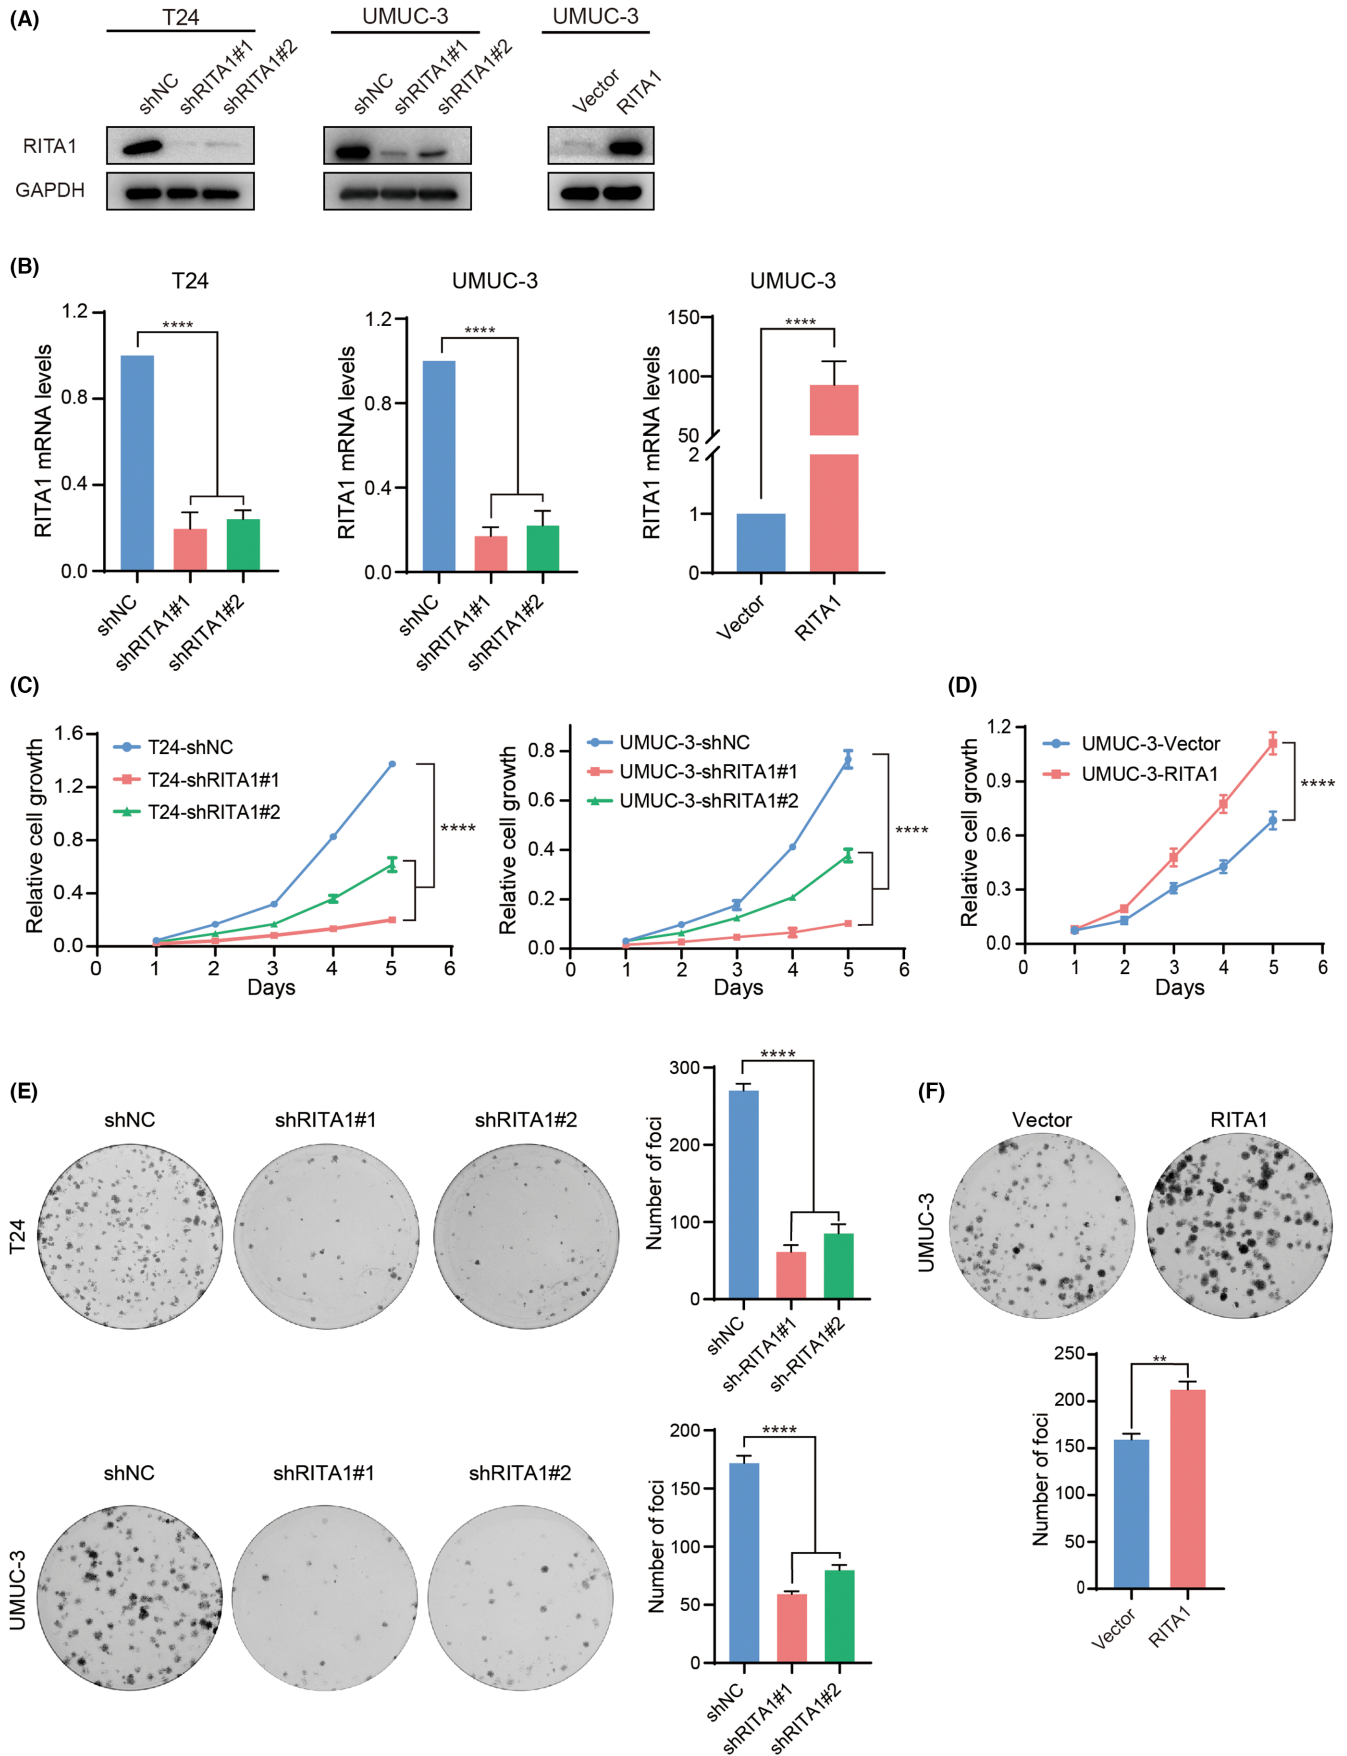 (A)
T24
UMUC-3
UMUC-3
shNC
shRITA1#1
shRITA1#2
shNC
shRITA1#1
shRITA1#2
Vector
RITA1
RITA1
GAPDH
(B)
T24
RITA1 mRNA levels
1.2
0.8
0.4
0.0
****
shNC
shRITA1#1
shRITA1#2
UMUC-3
RITA1 mRNA levels
1.2
0.8
0.4
0.0
****
shNC
shRITA1#1
shRITA1#2
UMUC-3
RITA1 mRNA levels
150
100
50
2
1
0
****
Vector
RITA1
(C)
Relative cell growth
1.6
1.2
0.8
0.4
0.0
T24-shNC
T24-shRITA1#1
T24-shRITA1#2
****
0 1 2 3 4 5 6
Days
Relative cell growth
0.8
0.6
0.4
0.2
0.0
UMUC-3-shNC
UMUC-3-shRITA1#1
UMUC-3-shRITA1#2
****
0 1 2 3 4 5 6
Days
(D)
Relative cell growth
1.2
0.9
0.6
0.3
0.0
UMUC-3-Vector
UMUC-3-RITA1
****
0 1 2 3 4 5 6
Days
(E)
shNC
shRITA1#1
shRITA1#2
T24
Number of foci
300
200
100
0
****
shNC
sh-RITA1#1
sh-RITA1#2
shNC
shRITA1#1
shRITA1#2
UMUC-3
Number of foci
200
150
100
50
0
****
shNC
shRITA1#1
shRITA1#2
(F)
Vector
RITA1
UMUC-3
Number of foci
250
200
150
100
50
0
**
Vector
RITA1